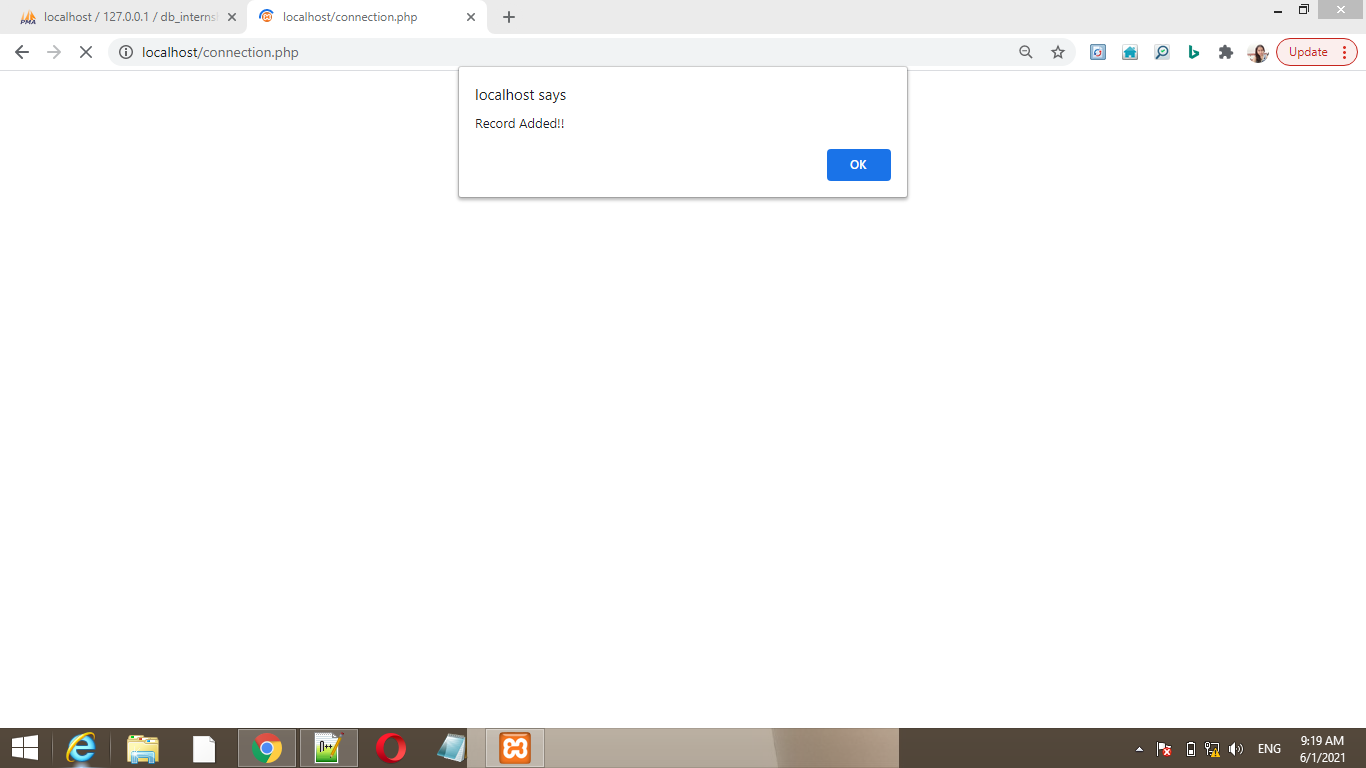 localhost / 127.0.0.1 / db_interns
localhost/connection.php
localhost/connection.php
Update
localhost says
Record Added!!
OK
ENG
9:19 AM
6/1/2021